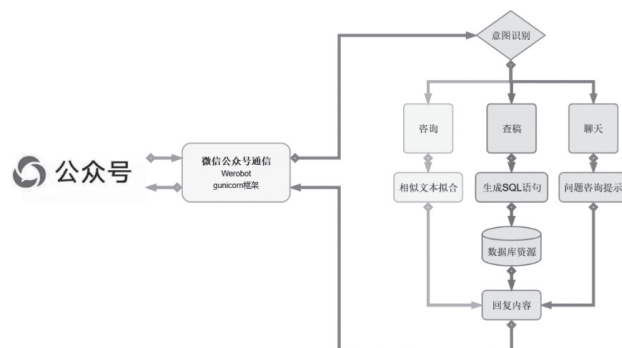 意图识别
咨询
查稿
聊天
公众号
微信公众号通信
Werobot
gunicorn框架
相似文本拟合
生成SQL语句
问题咨询提示
数据库资源
回复内容